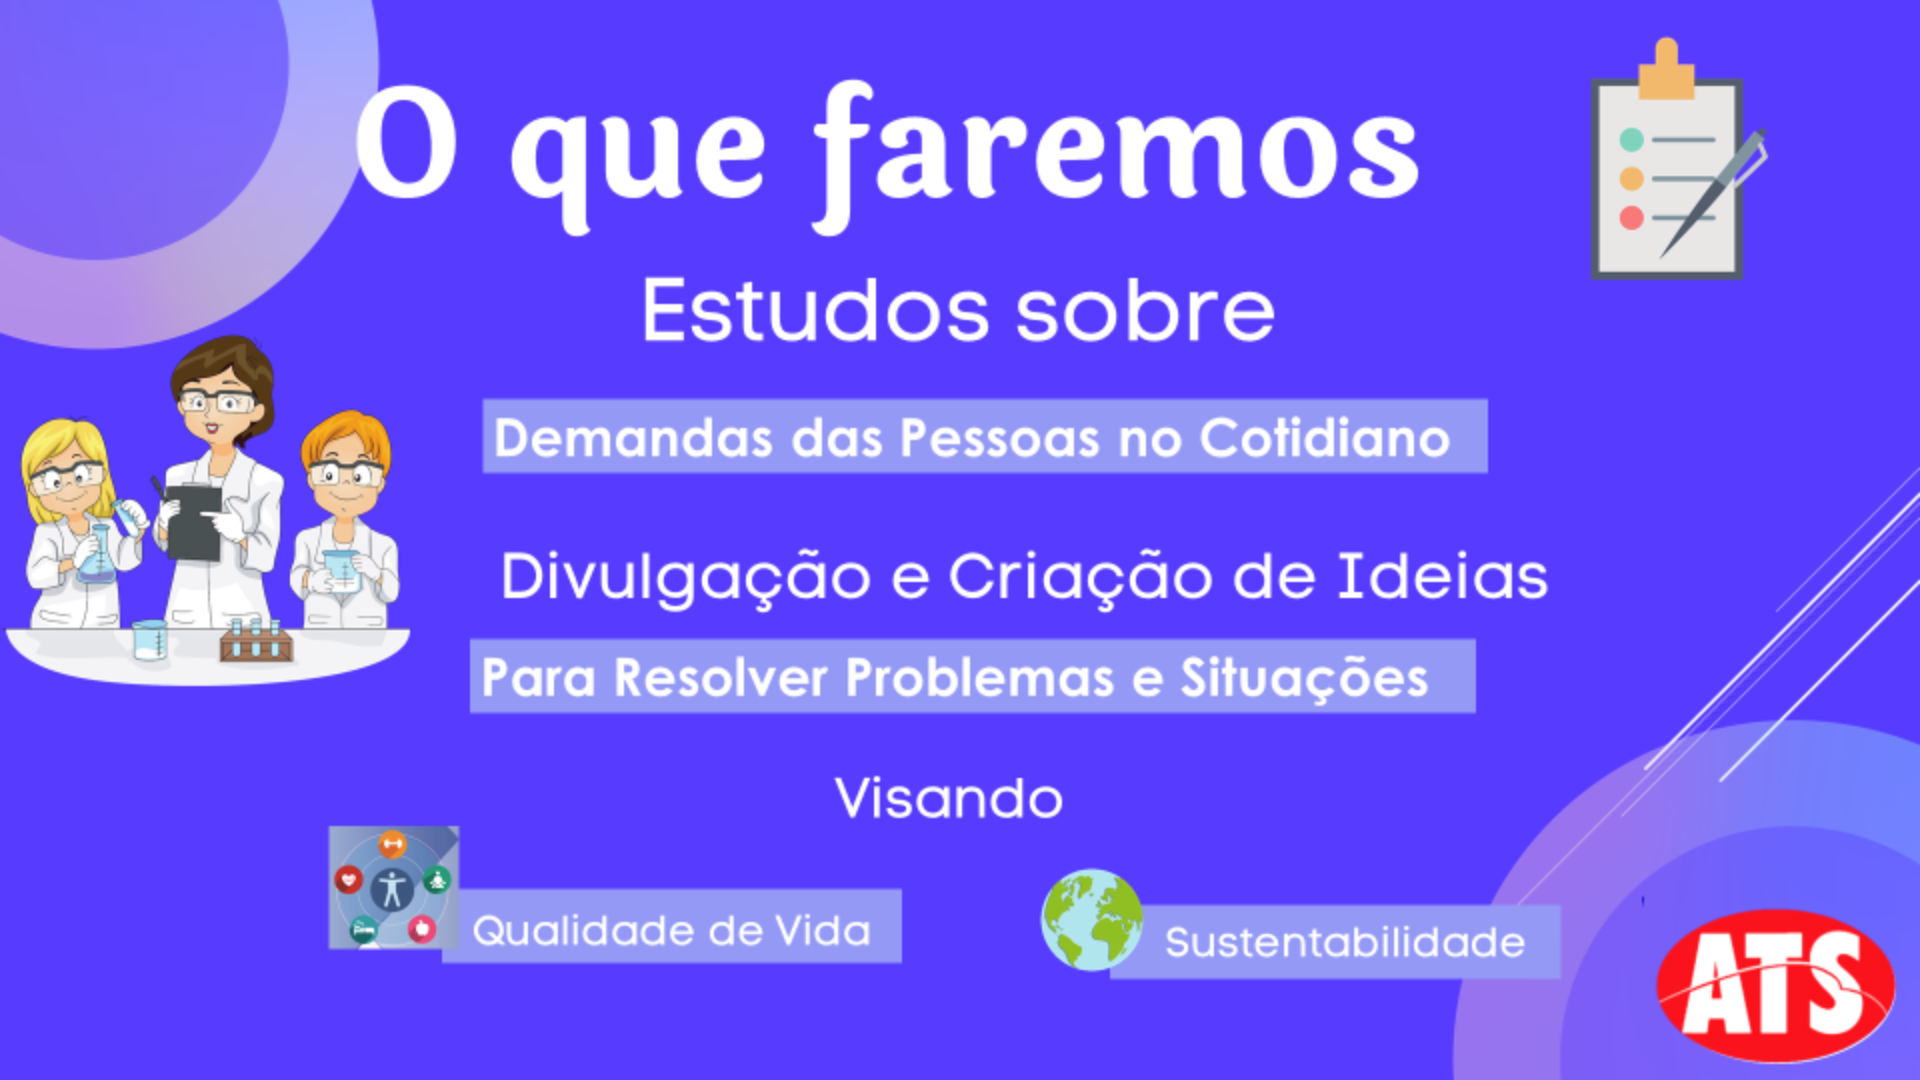 O que faremos
Estudos sobre
Demandas das Pessoas no Cotidiano
Divulgação e Criação de Ideias
Para Resolver Problemas e Situações
Visando
Qualidade de Vida
Sustentabilidade
ATS